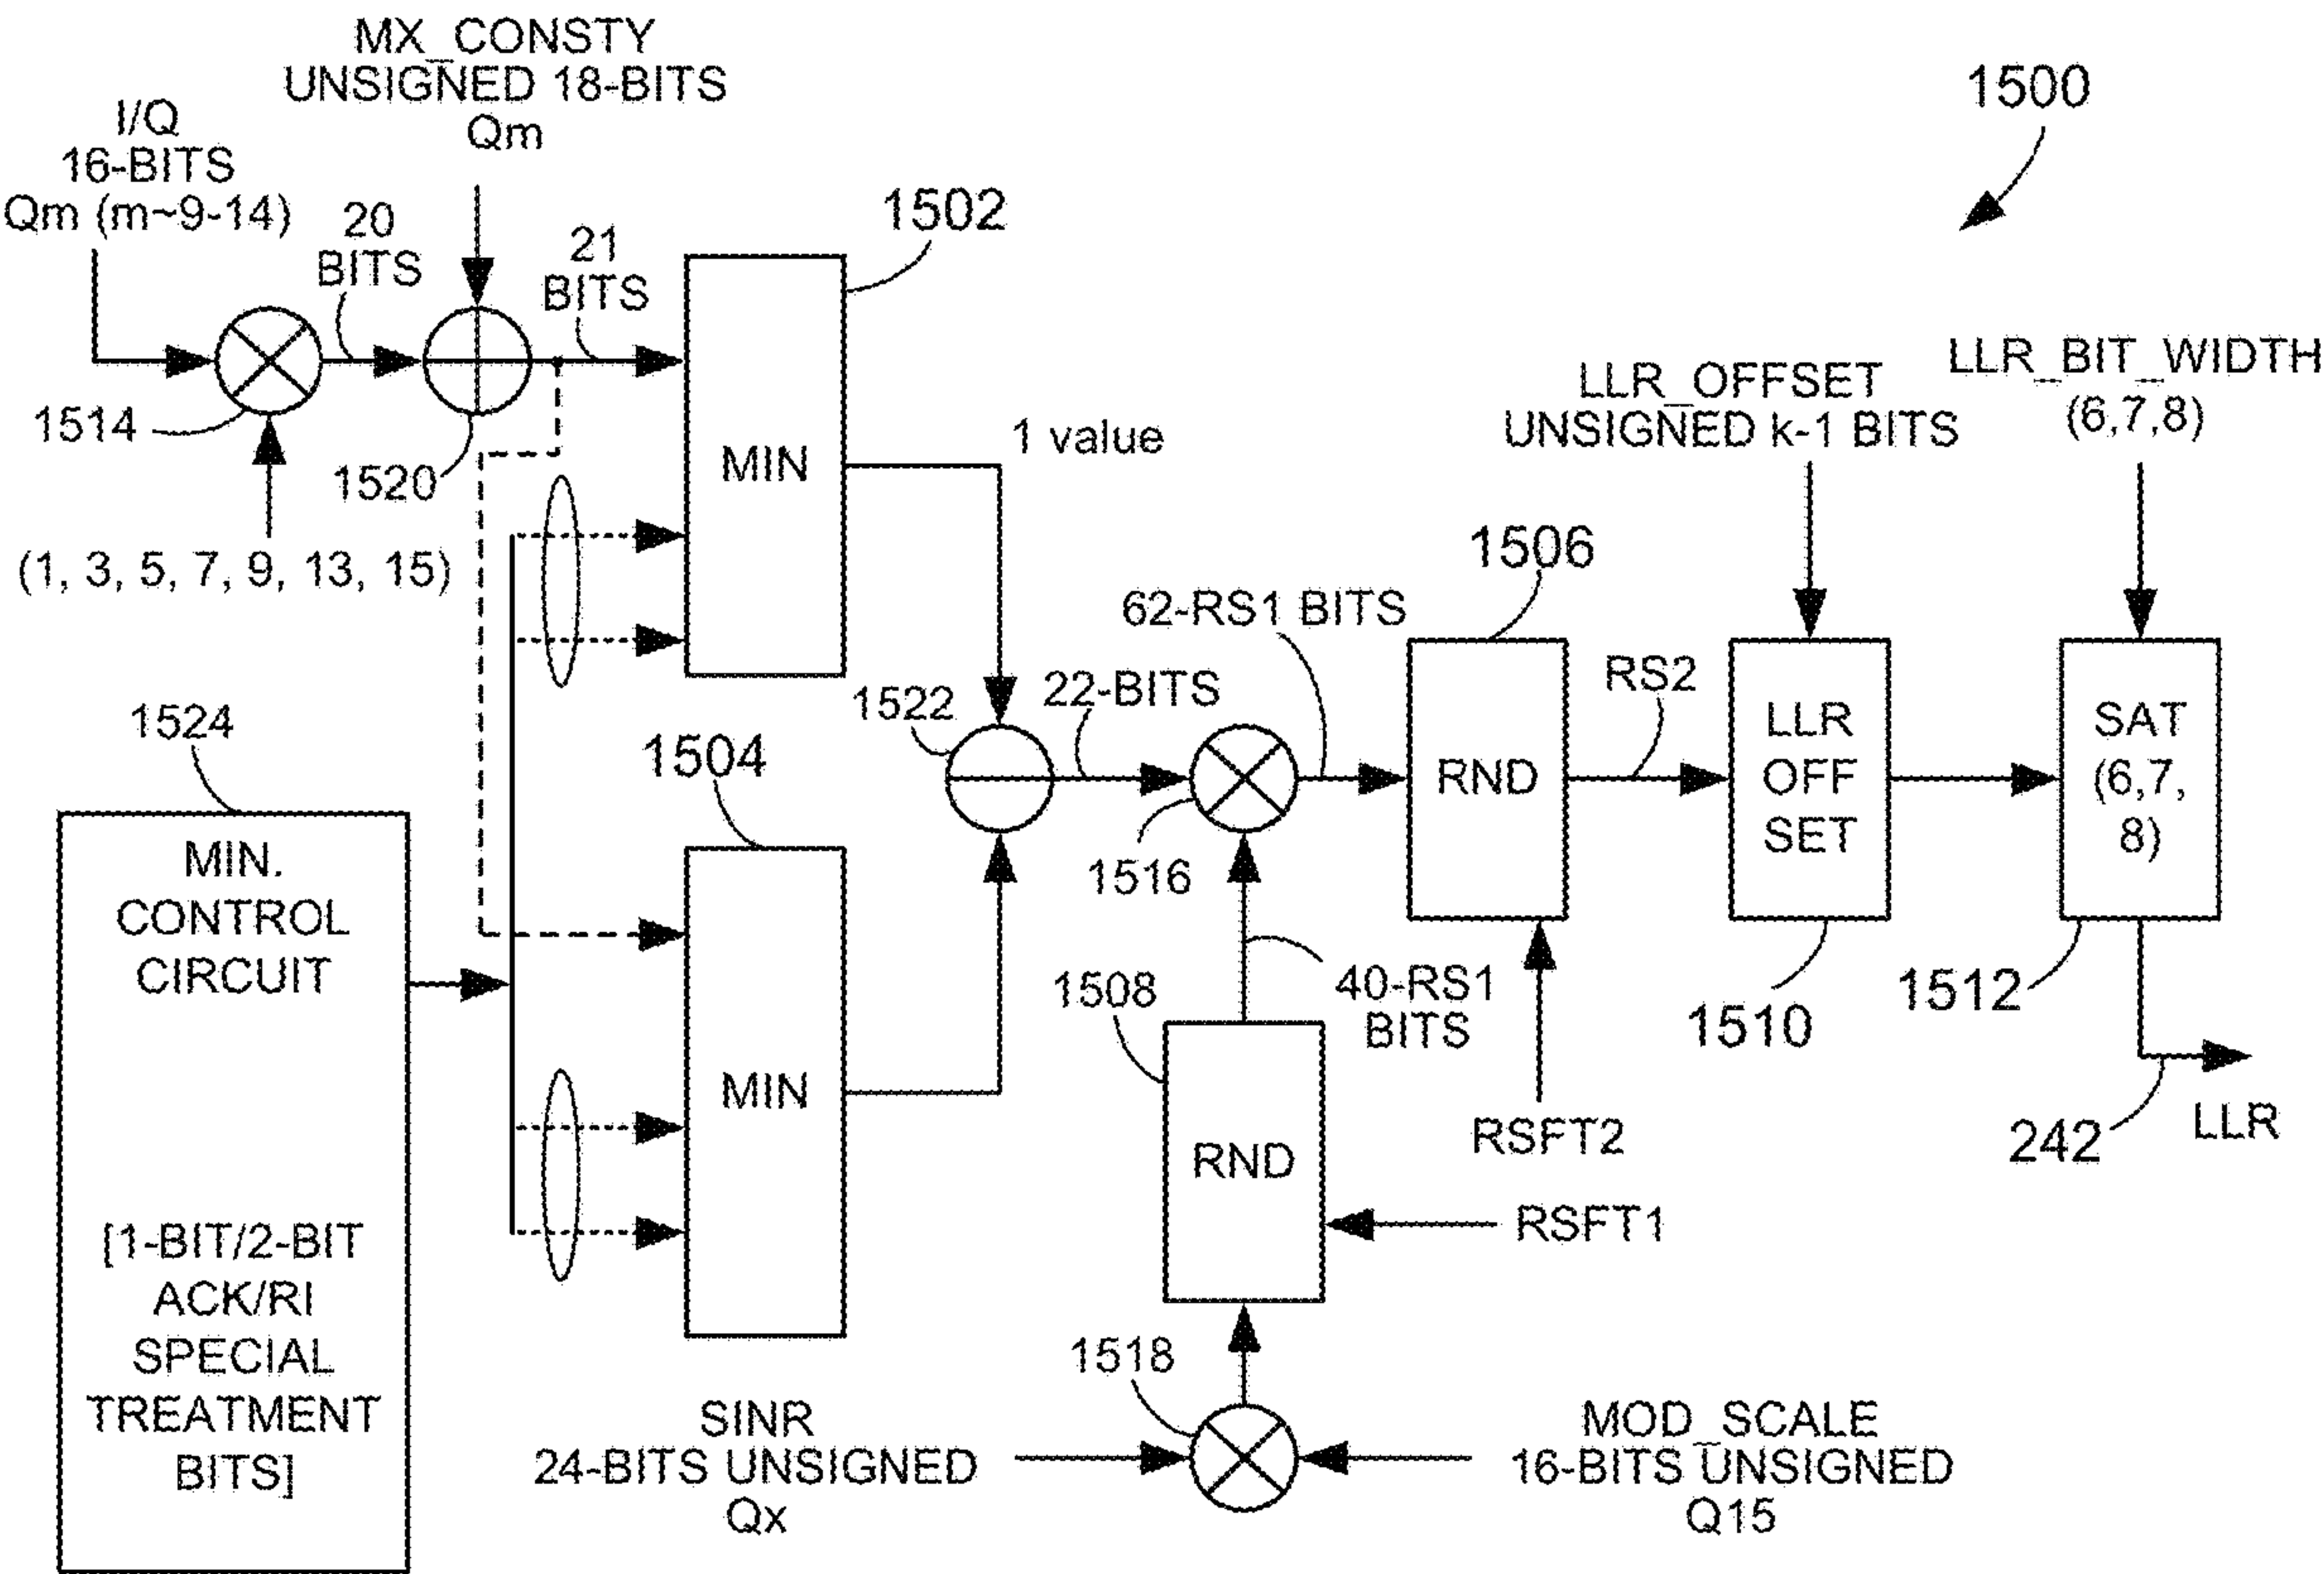 MX_CONSTY
UNSIGNED 18-BITS
Qm
1500
I/Q
16-BITS
Qm (m~9-14)
20
BITS
21
BITS
1502
1514
1520
(1, 3, 5, 7, 9, 13, 15)
MIN
1 value
LLR_OFFSET
UNSIGNED k-1 BITS
LLR_BIT_WIDTH
(6,7,8)
1506
62-RS1 BITS
1522
22-BITS
1516
RND
RS2
LLR
OFF
SET
SAT
(6,7,
8)
1524
1504
MIN.
CONTROL
CIRCUIT
[1-BIT/2-BIT
ACK/RI
SPECIAL
TREATMENT
BITS]
MIN
1508
40-RS1
BITS
1510
1512
RSFT2
242
LLR
RND
RSFT1
1518
SINR
24-BITS UNSIGNED
Qx
MOD_SCALE
16-BITS UNSIGNED
Q15